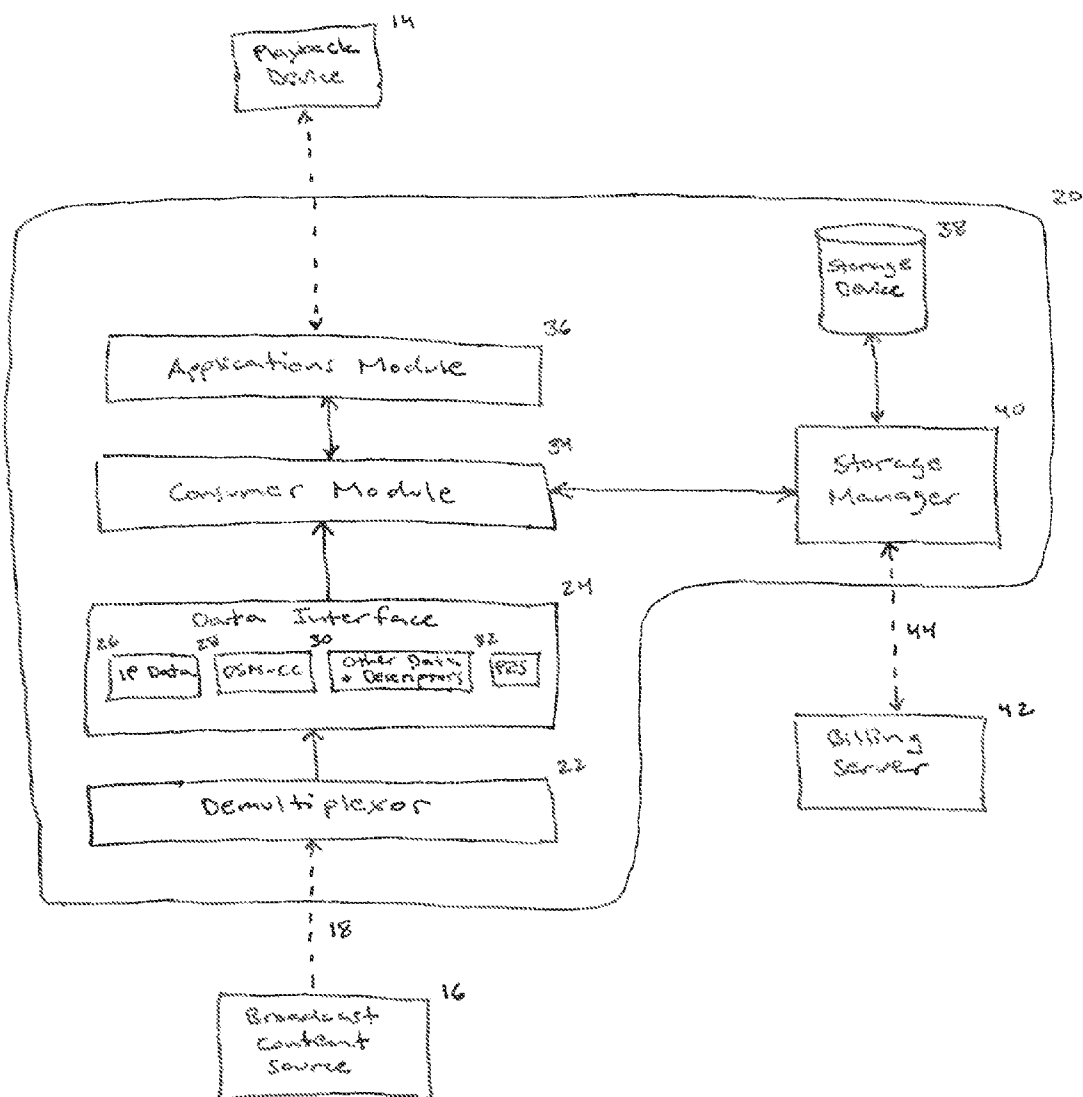 14
Playback
Device
20
38
Storage
Device
36
Applications Module
40
34
Storage
Manager
Consumer Module
24
Data Interface
26
28
30
32
IP Data
DSM-CC
Other Data
+ Descriptors
PES
44
42
Billing
Server
22
Demultiplexor
18
16
Broadcast
Content
Source